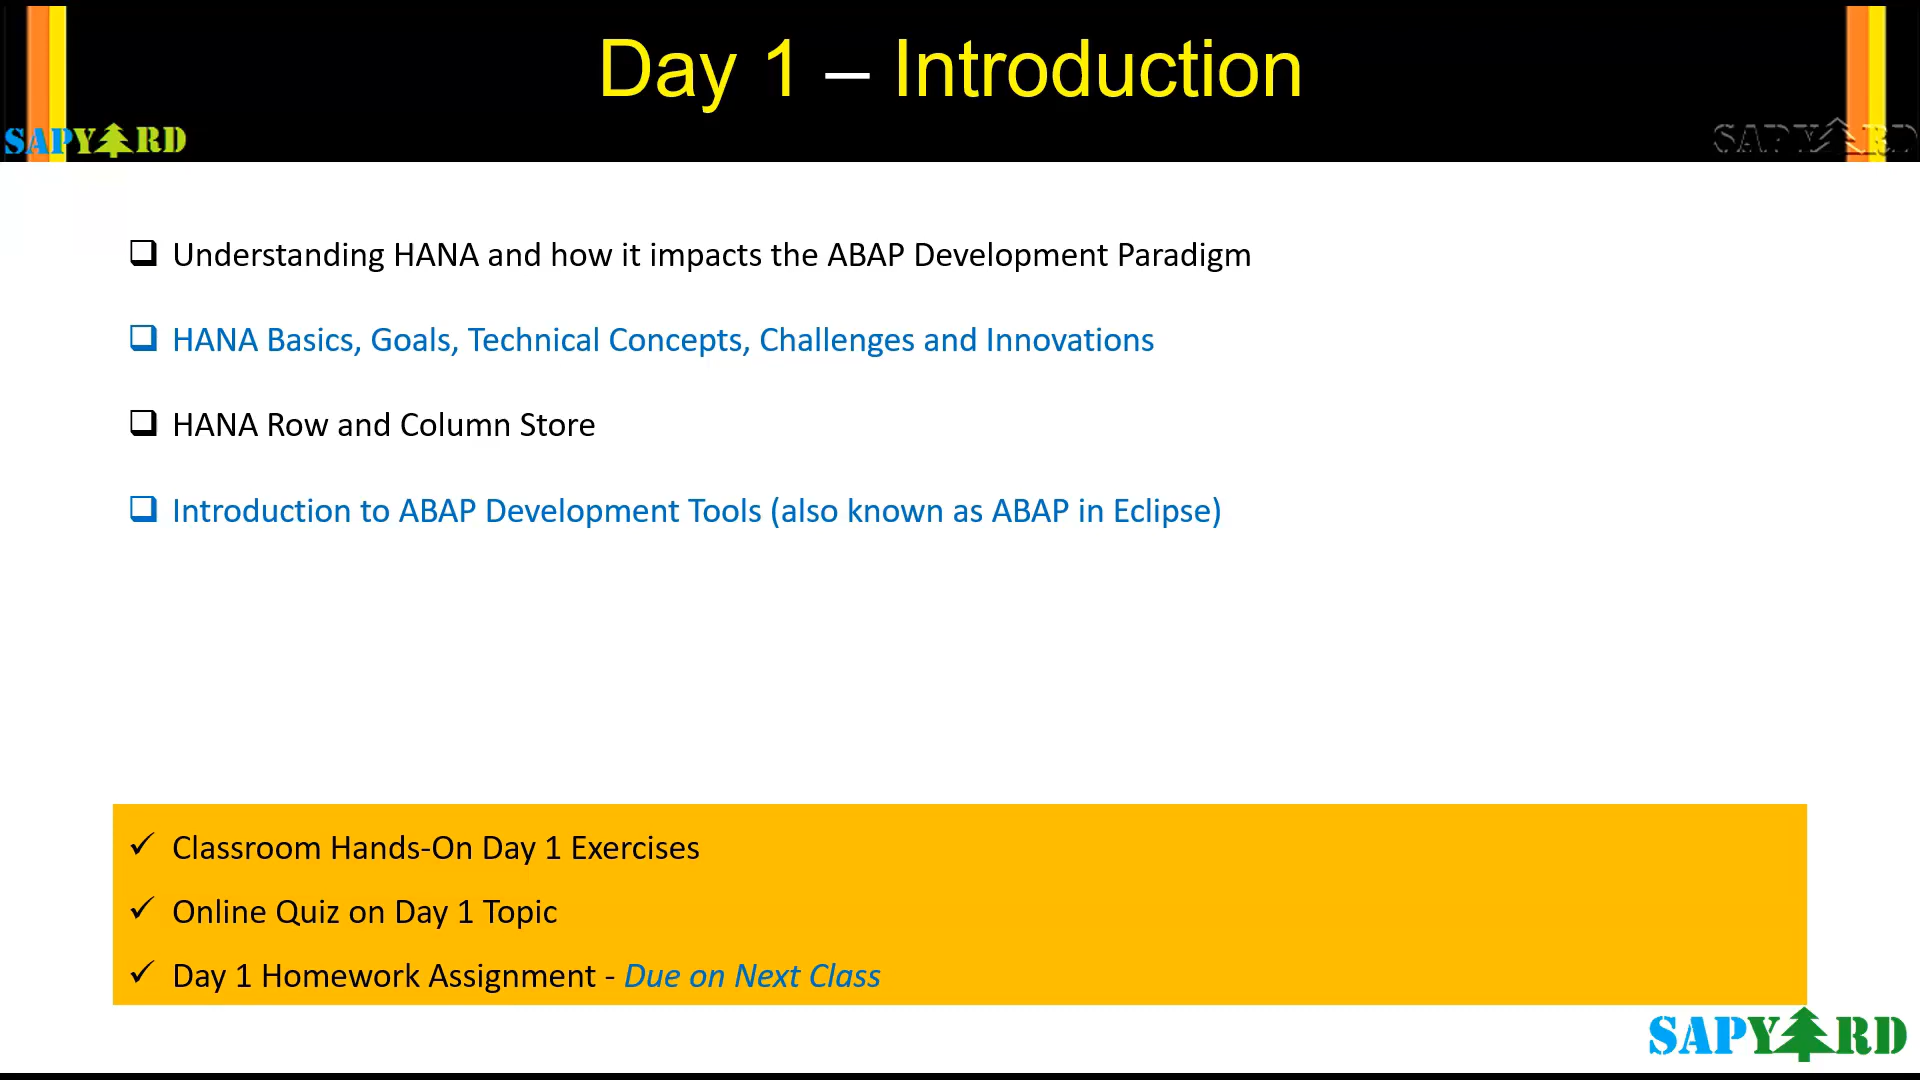 Day 1 – Introduction
SAPYARD
SAPYARD
❑ Understanding HANA and how it impacts the ABAP Development Paradigm
❑ HANA Basics, Goals, Technical Concepts, Challenges and Innovations
❑ HANA Row and Column Store
❑ Introduction to ABAP Development Tools (also known as ABAP in Eclipse)
✓ Classroom Hands-On Day 1 Exercises
✓ Online Quiz on Day 1 Topic
✓ Day 1 Homework Assignment - Due on Next Class
SAPYARD